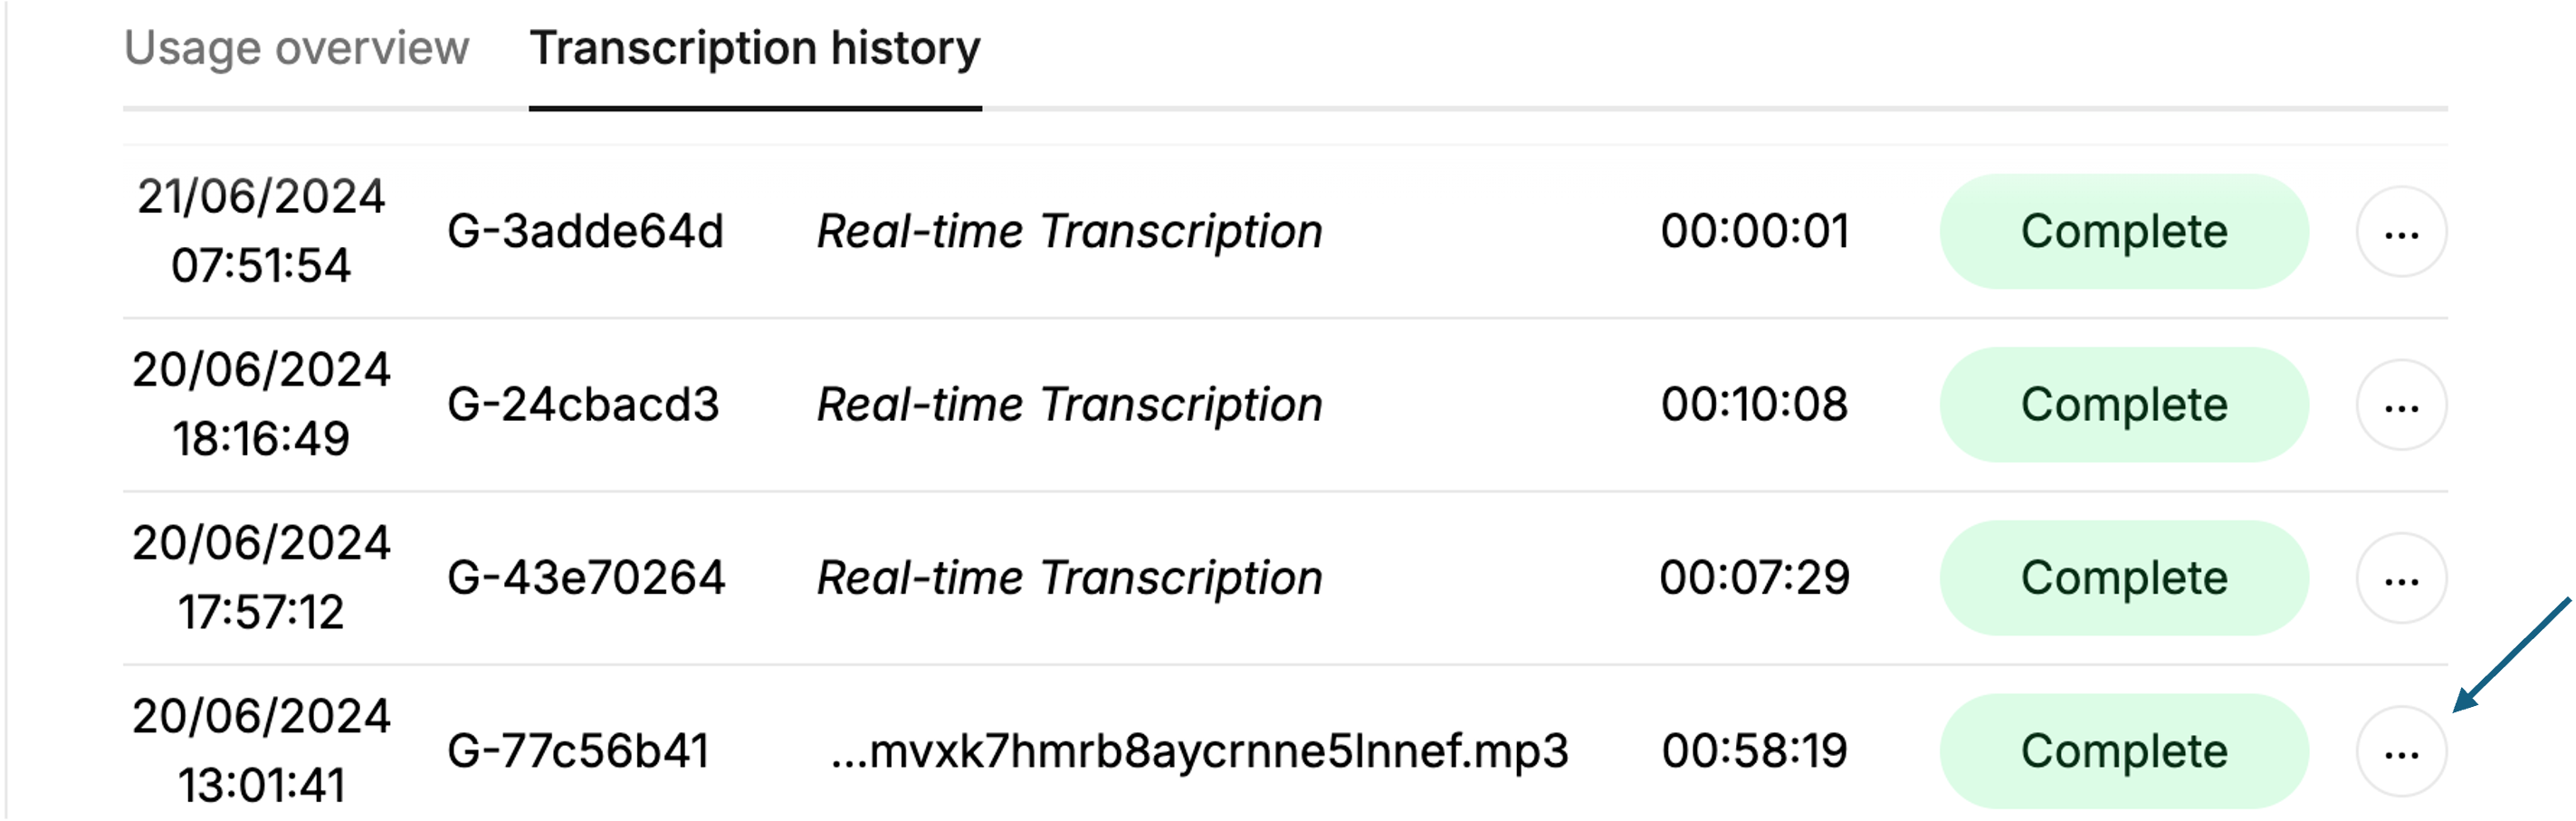 Usage overview Transcription history
21/06/2024
07:51:54
G-3adde64d Real-time Transcription 00:00:01 Complete ...
20/06/2024
18:16:49
G-24cbacd3 Real-time Transcription 00:10:08 Complete ...
20/06/2024
17:57:12
G-43e70264 Real-time Transcription 00:07:29 Complete ...
20/06/2024
13:01:41
G-77c56b41 ...mvxk7hmrb8aycrnne5lnnef.mp3 00:58:19 Complete ...